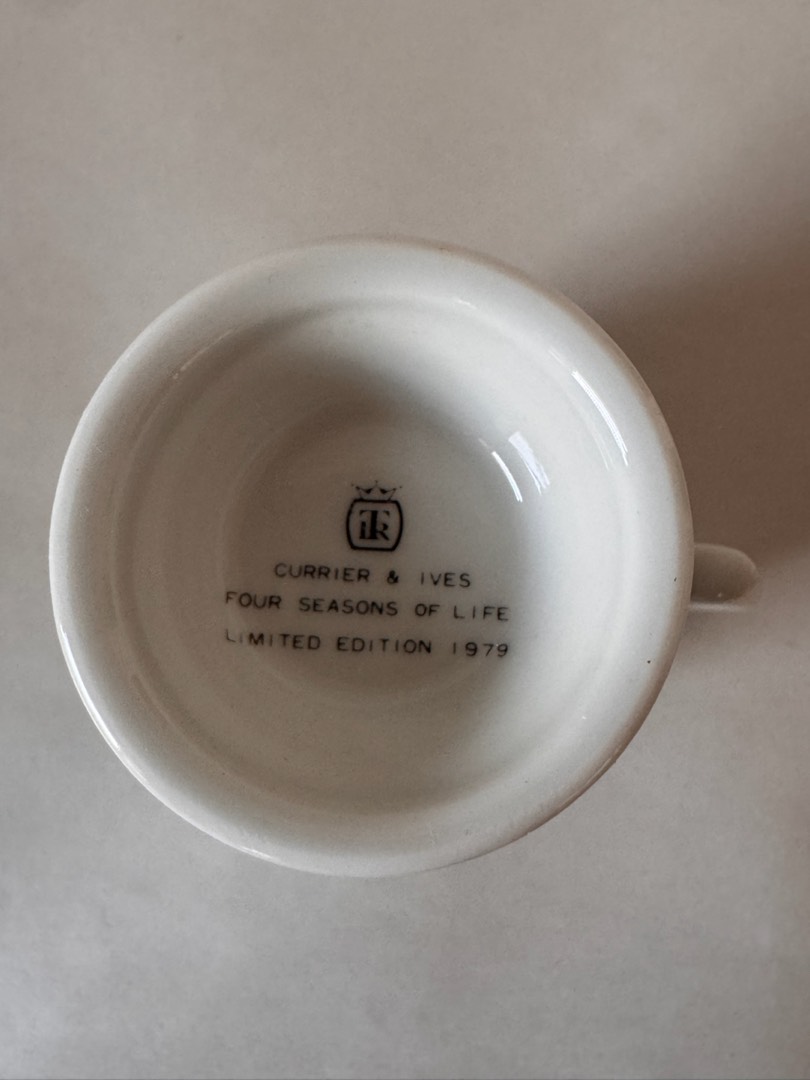 CURRIER & IVES
FOUR SEASONS OF LIFE
LIMITED EDITION 1979